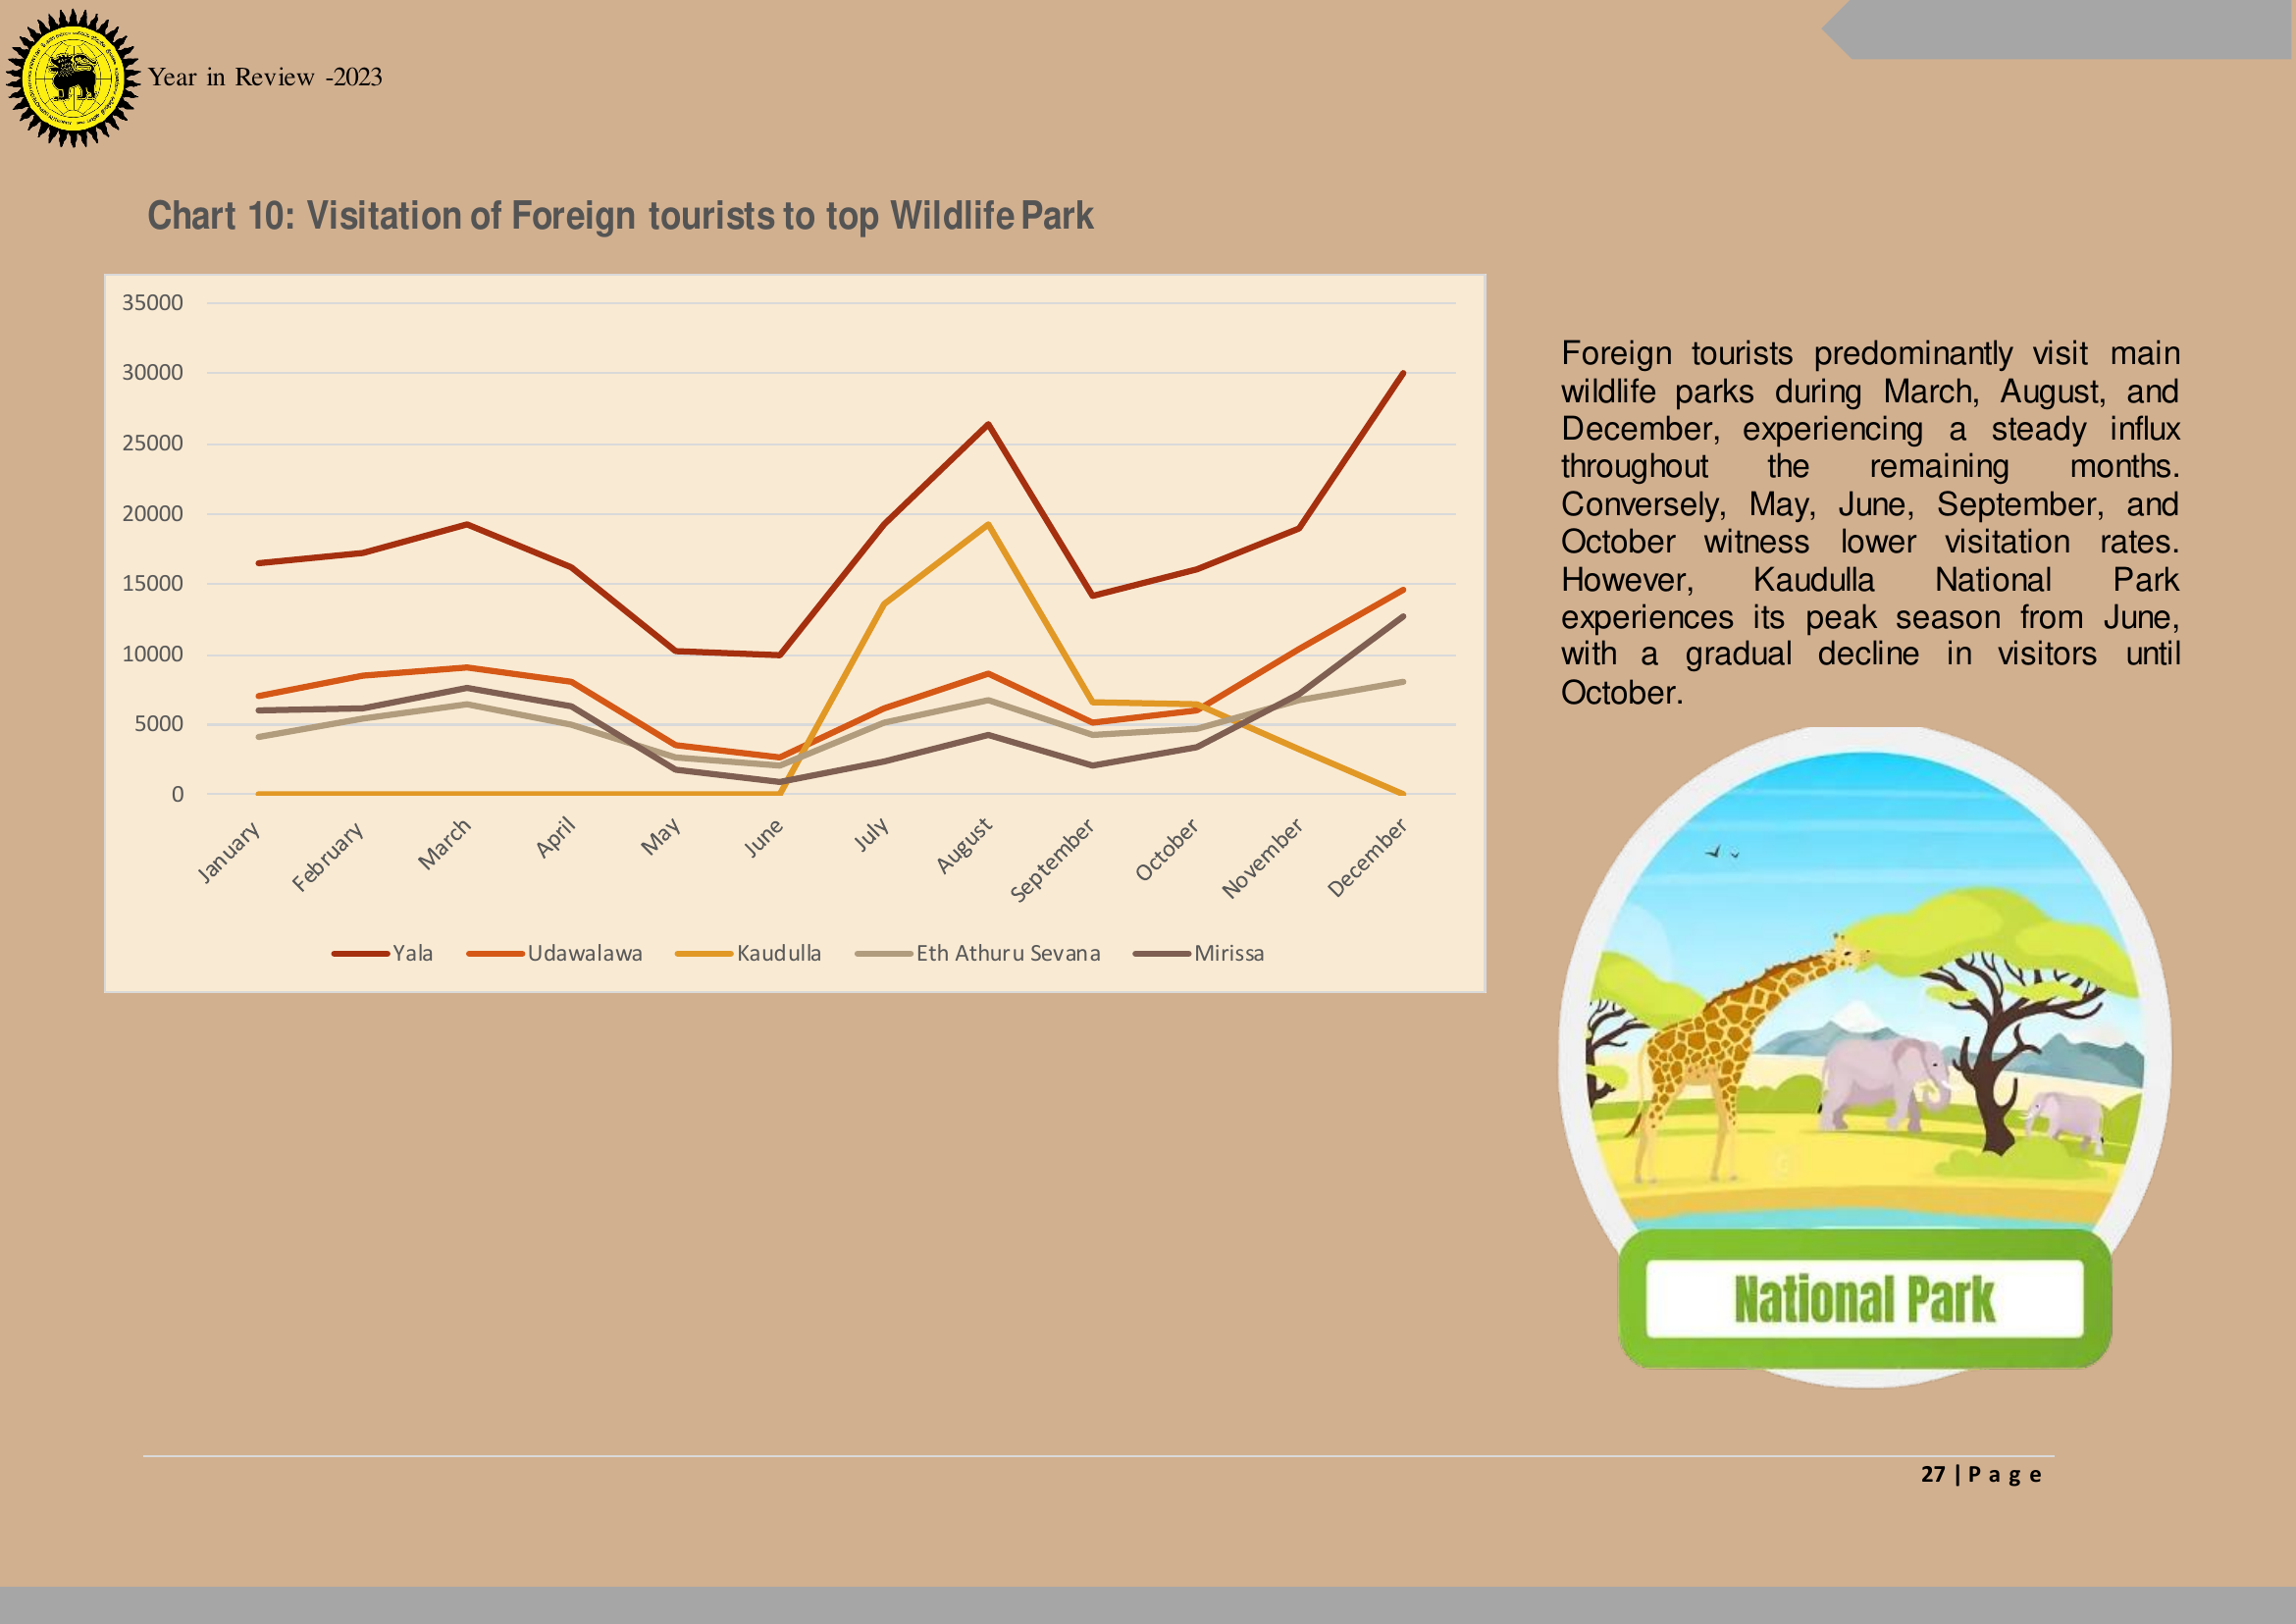 Year in Review -2023
Chart 10: Visitation of Foreign tourists to top Wildlife Park
35000
30000
25000
20000
15000
10000
5000
0
January
February
March
April
May
June
July
August
September
October
November
December
Yala
Udawalawa
Kaudulla
Eth Athuru Sevana
Mirissa
Foreign tourists predominantly visit main
wildlife parks during March, August, and
December, experiencing a steady influx
throughout the remaining months.
Conversely, May, June, September, and
October witness lower visitation rates.
However, Kaudulla National Park
experiences its peak season from June,
with a gradual decline in visitors until
October.
National Park
27 | P a g e